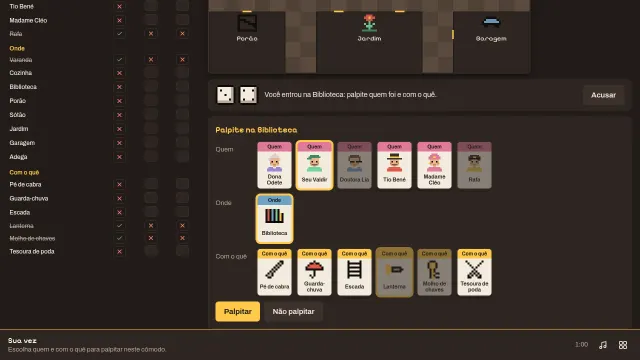 Tio Bené
Madame Cléo
Rafa
Onde
Varanda
Cozinha
Biblioteca
Porão
Sótão
Jardim
Garagem
Adega
Com o quê
Pé de cabra
Guarda-chuva
Escada
Lanterna
Molho de chaves
Tesoura de poda
Porão
Jardim
Garagem
Você entrou na Biblioteca: palpite quem foi e com o quê.
Acusar
Palpite na Biblioteca
Quem
Quem
Dona Odete
Quem
Seu Valdir
Quem
Doutora Lia
Quem
Tio Bené
Quem
Madame Cléo
Quem
Rafa
Onde
Onde
Biblioteca
Com o quê
Com o quê
Pé de cabra
Com o quê
Guarda-chuva
Com o quê
Escada
Com o quê
Lanterna
Com o quê
Molho de chaves
Com o quê
Tesoura de poda
Palpitar
Não palpitar
Sua vez
Escolha quem e com o quê para palpitar neste cômodo.
1:00